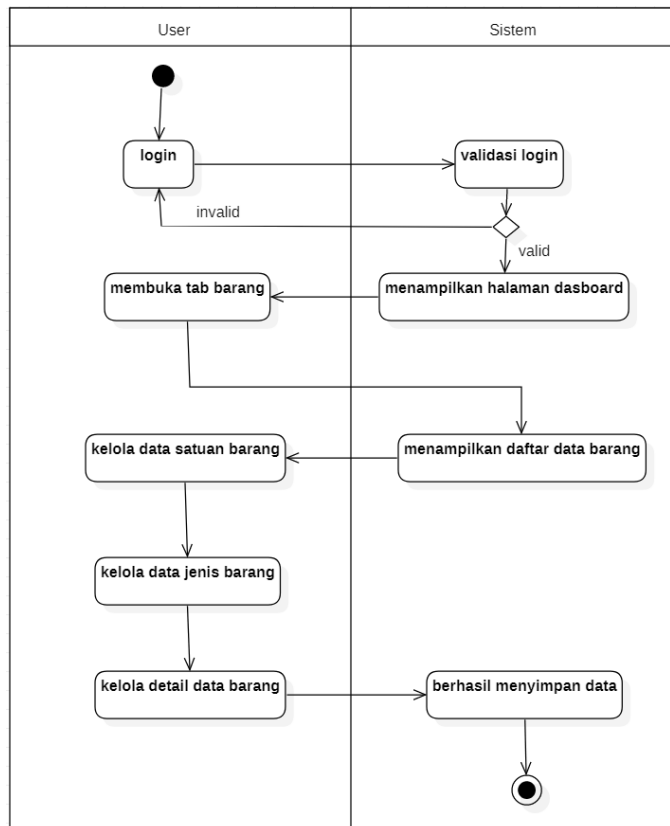 User
Sistem
login
validasi login
invalid
valid
membuka tab barang
menampilkan halaman dasboard
kelola data satuan barang
menampilkan daftar data barang
kelola data jenis barang
kelola detail data barang
berhasil menyimpan data